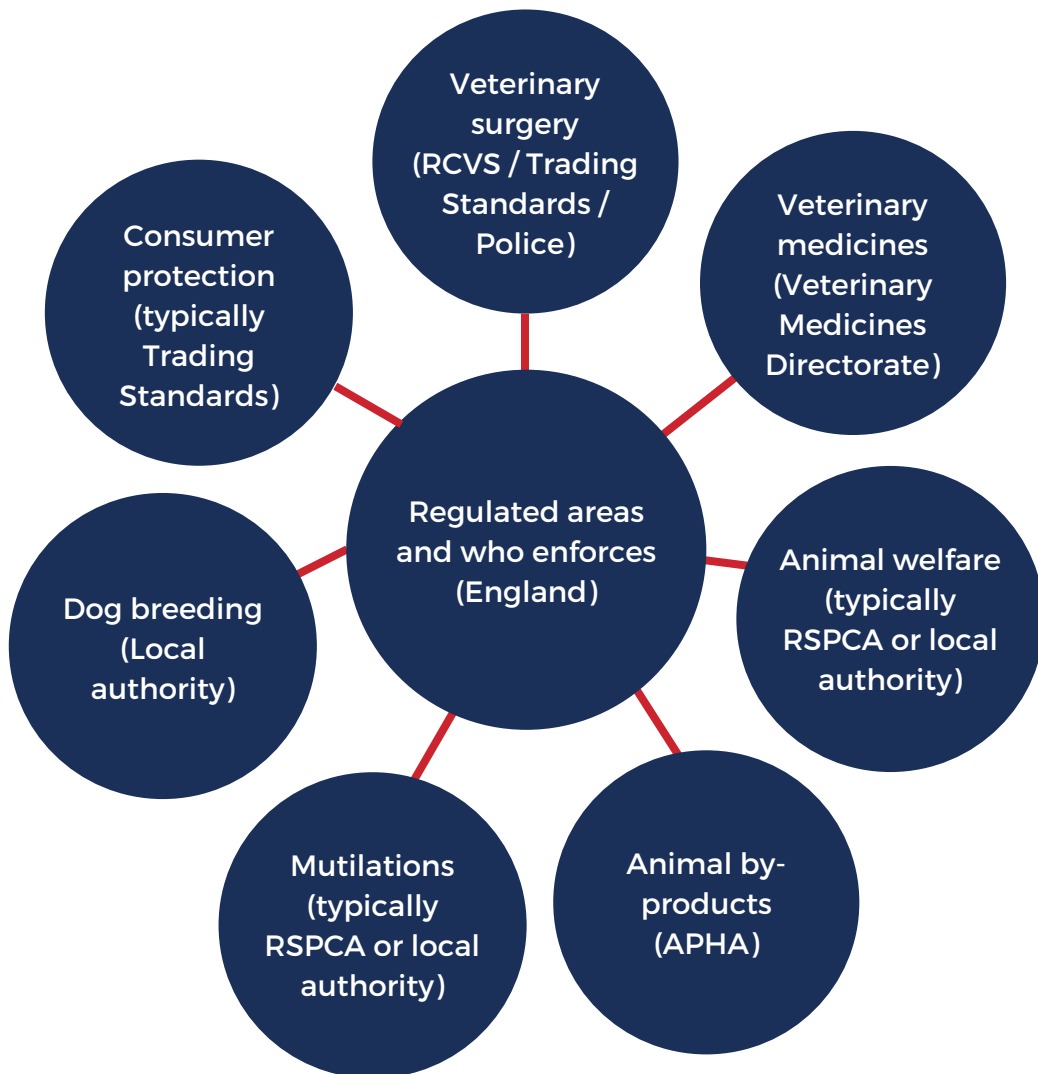 Veterinary
surgery
(RCVS / Trading
Standards /
Police)
Veterinary
medicines
(Veterinary
Medicines
Directorate)
Animal welfare
(typically
RSPCA or local
authority)
Animal by-
products
(APHA)
Mutilations
(typically
RSPCA or local
authority)
Dog breeding
(Local
authority)
Consumer
protection
(typically
Trading
Standards)
Regulated areas
and who enforces
(England)